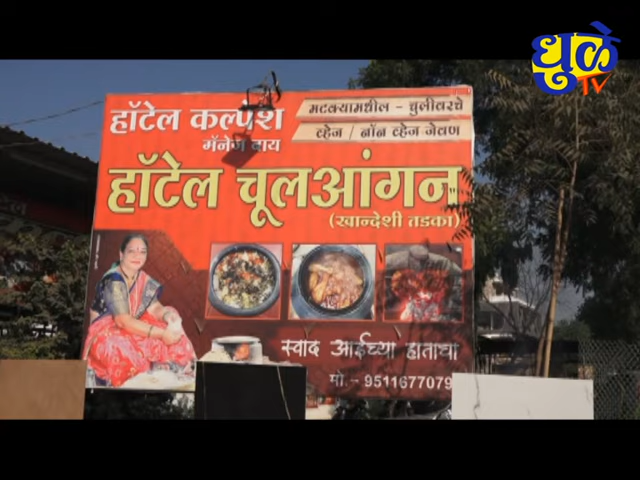 धुळे
TV
हॉटेल कल्पेश
मॅनेज बाय
मटक्यामधील - चुलीवरचे
व्हेज / नॉन व्हेज जेवण
हॉटेल चूलआंगन
(खान्देशी तडका)
स्वाद आईच्या हाताचा
मो - 9511677079